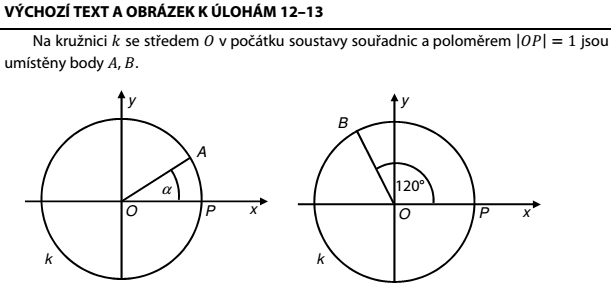 VÝCHOZÍ TEXT A OBRÁZEK K ÚLOHÁM 12–13
Na kružnici k se středem O v počátku soustavy souřadnic a poloměrem |OP| = 1 jsou
umístěny body A, B.
y
A
α
O
P
x
k
y
B
120°
O
P
x
k